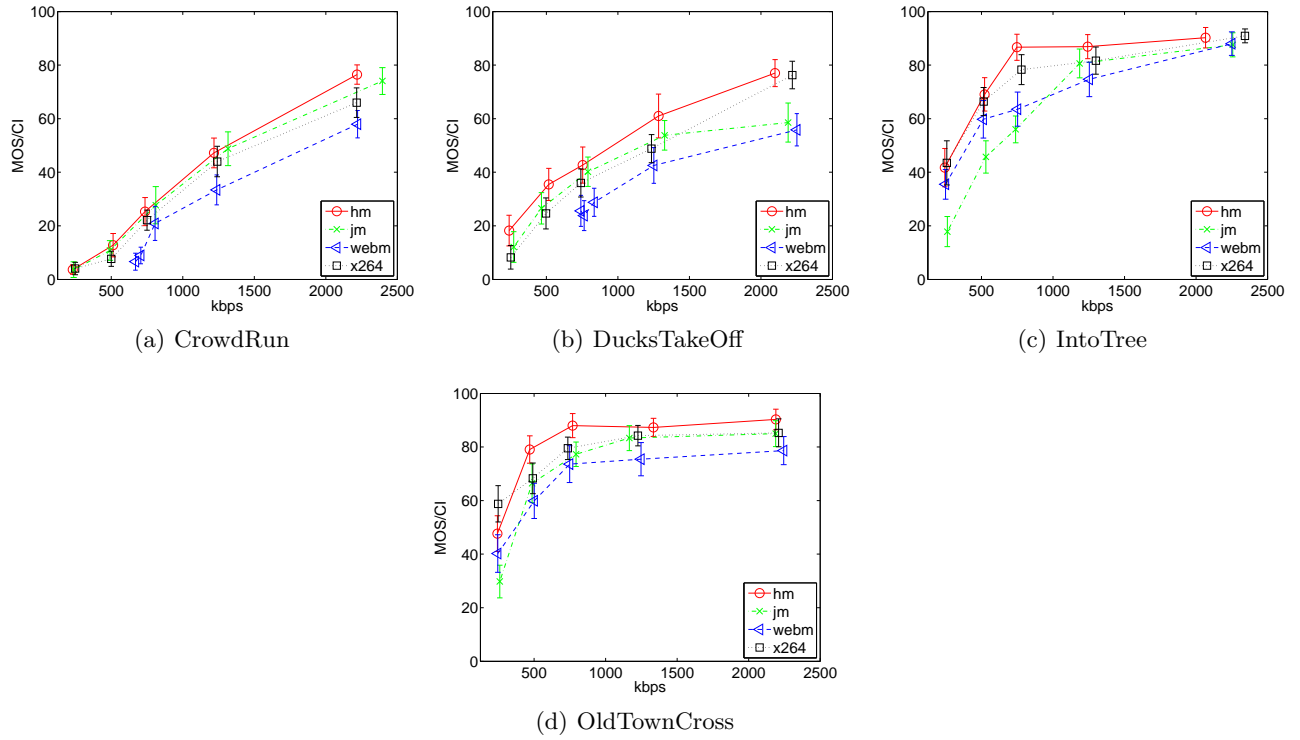 100
80
60
40
20
0
MOS/CI
500 1000 1500 2000 2500
kbps
hm
jm
webm
x264
(a) CrowdRun
100
80
60
40
20
0
MOS/CI
500 1000 1500 2000 2500
kbps
hm
jm
webm
x264
(b) DucksTakeOff
100
80
60
40
20
0
MOS/CI
500 1000 1500 2000 2500
kbps
hm
jm
webm
x264
(c) IntoTree
100
80
60
40
20
0
MOS/CI
500 1000 1500 2000 2500
kbps
hm
jm
webm
x264
(d) OldTownCross